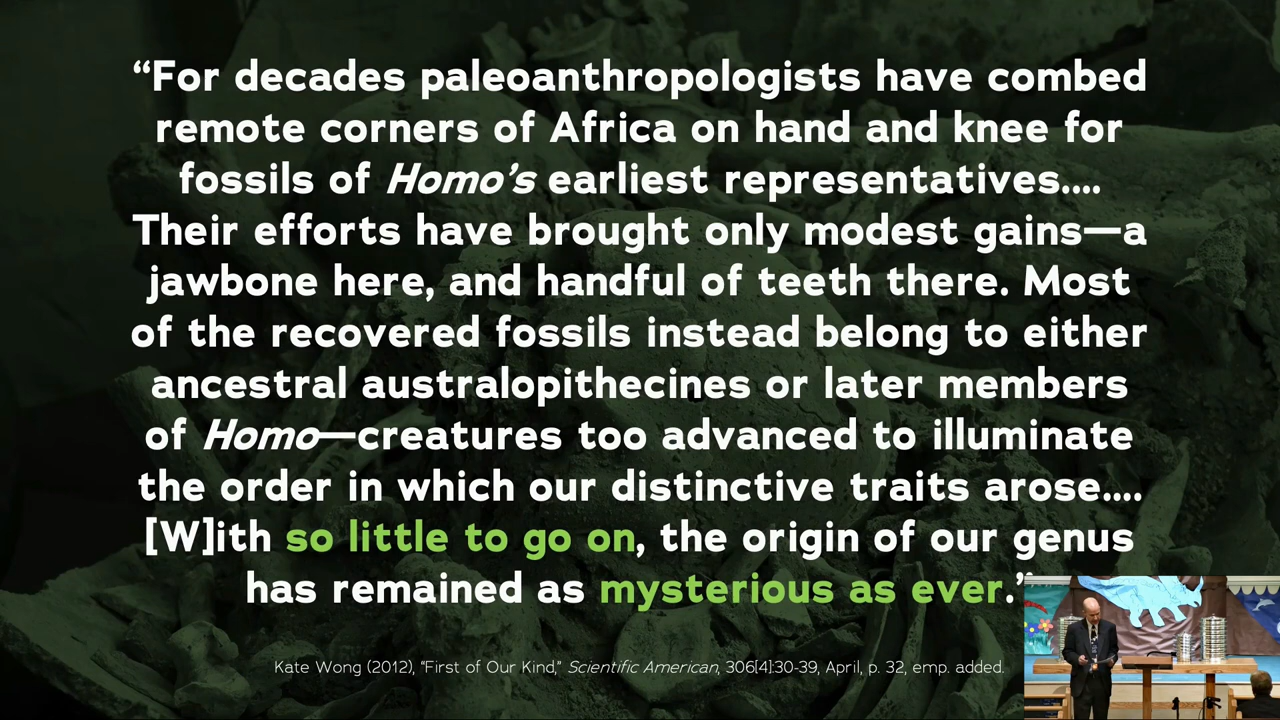 “For decades paleoanthropologists have combed
remote corners of Africa on hand and knee for
fossils of Homo’s earliest representatives....
Their efforts have brought only modest gains—a
jawbone here, and handful of teeth there. Most
of the recovered fossils instead belong to either
ancestral australopithecines or later members
of Homo—creatures too advanced to illuminate
the order in which our distinctive traits arose....
[W]ith so little to go on, the origin of our genus
has remained as mysterious as ever.”
Kate Wong (2012), “First of Our Kind,” Scientific American, 306[4]:30-39, April, p. 32, emp. added.